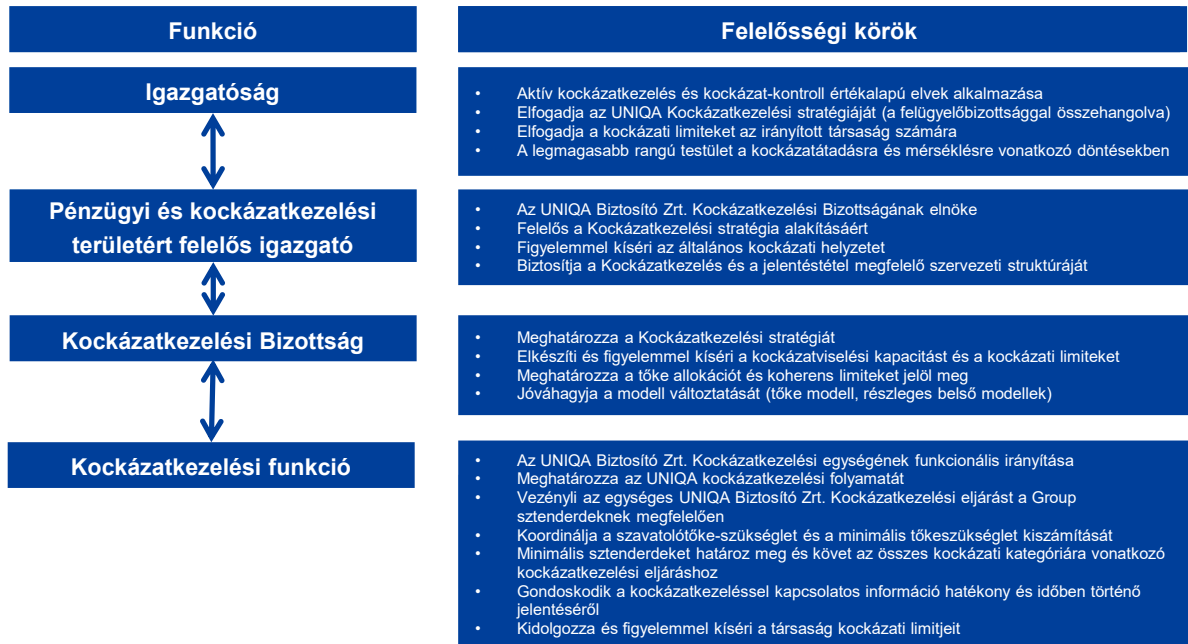 Funkció
Felelősségi körök
Igazgatóság
• Aktív kockázatkezelés és kockázat-kontroll értékalapú elvek alkalmazása
• Elfogadja az UNIQA Kockázatkezelési stratégiáját (a felügyelőbizottsággal összehangolva)
• Elfogadja a kockázati limiteket az irányított társaság számára
• A legmagasabb rangú testület a kockázatátadásra és mérséklésre vonatkozó döntésekben
Pénzügyi és kockázatkezelési
területért felelős igazgató
• Az UNIQA Biztosító Zrt. Kockázatkezelési Bizottságának elnöke
• Felelős a Kockázatkezelési stratégia alakításáért
• Figyelemmel kíséri az általános kockázati helyzetet
• Biztosítja a Kockázatkezelés és a jelentéstétel megfelelő szervezeti struktúráját
Kockázatkezelési Bizottság
• Meghatározza a Kockázatkezelési stratégiát
• Elkészíti és figyelemmel kíséri a kockázatviselési kapacitást és a kockázati limiteket
• Meghatározza a tőke allokációt és koherens limiteket jelöl meg
• Jóváhagyja a modell változtatását (tőke modell, részleges belső modellek)
Kockázatkezelési funkció
• Az UNIQA Biztosító Zrt. Kockázatkezelési egységének funkcionális irányítása
• Meghatározza az UNIQA kockázatkezelési folyamatát
• Vezényli az egységes UNIQA Biztosító Zrt. Kockázatkezelési eljárást a Group
sztenderdeknek megfelelően
• Koordinálja a szavatolótőke-szükséglet és a minimális tőkeszükséglet kiszámítását
• Minimális sztenderdeket határoz meg és követ az összes kockázati kategóriára vonatkozó
kockázatkezelési eljáráshoz
• Gondoskodik a kockázatkezeléssel kapcsolatos információ hatékony és időben történő
jelentéséről
• Kidolgozza és figyelemmel kíséri a társaság kockázati limitjeit